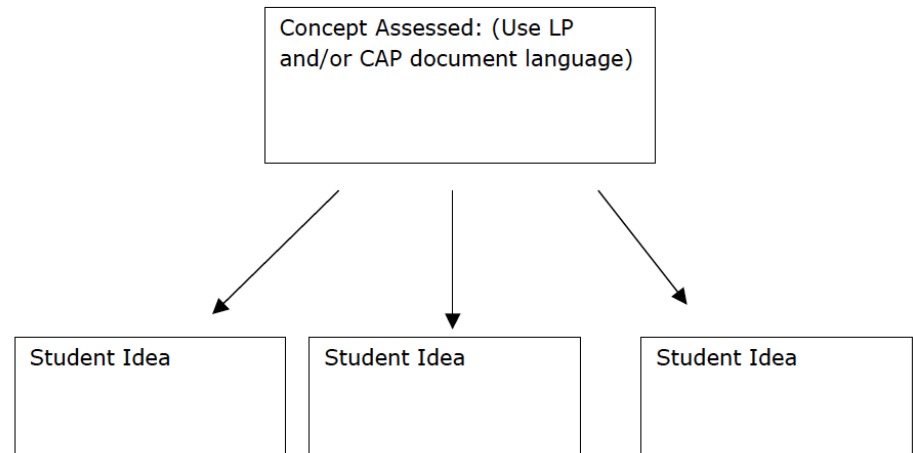 Concept Assessed: (Use LP
and/or CAP document language)
Student Idea
Student Idea
Student Idea